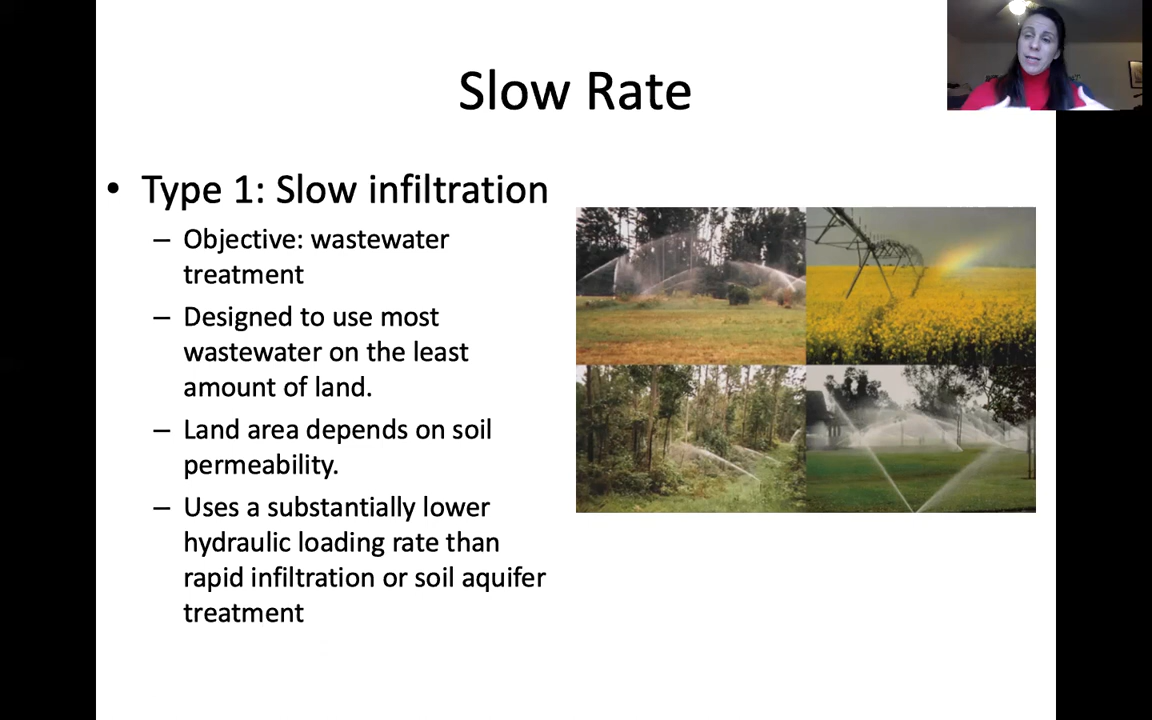 Slow Rate
• Type 1: Slow infiltration
– Objective: wastewater
treatment
– Designed to use most
wastewater on the least
amount of land.
– Land area depends on soil
permeability.
– Uses a substantially lower
hydraulic loading rate than
rapid infiltration or soil aquifer
treatment